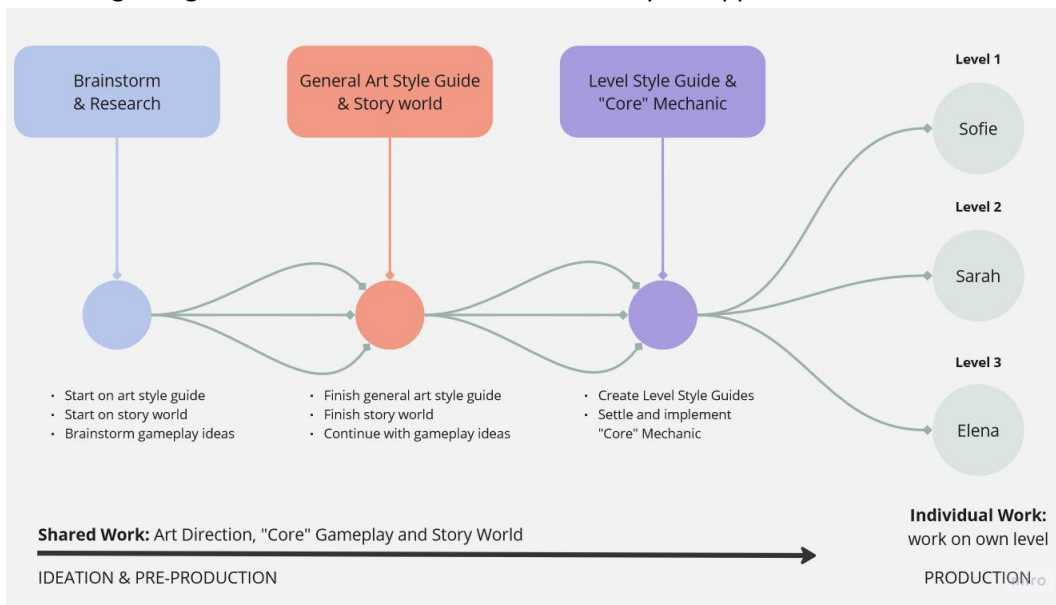 Brainstorm
& Research
General Art Style Guide
& Story world
Level Style Guide &
"Core" Mechanic
Level 1
Sofie
Level 2
Sarah
Level 3
Elena
• Start on art style guide
• Start on story world
• Brainstorm gameplay ideas
• Finish general art style guide
• Finish story world
• Continue with gameplay ideas
• Create Level Style Guides
• Settle and implement
"Core" Mechanic
Shared Work: Art Direction, "Core" Gameplay and Story World
IDEATION & PRE-PRODUCTION
Individual Work:
work on own level
PRODUCTION
miro